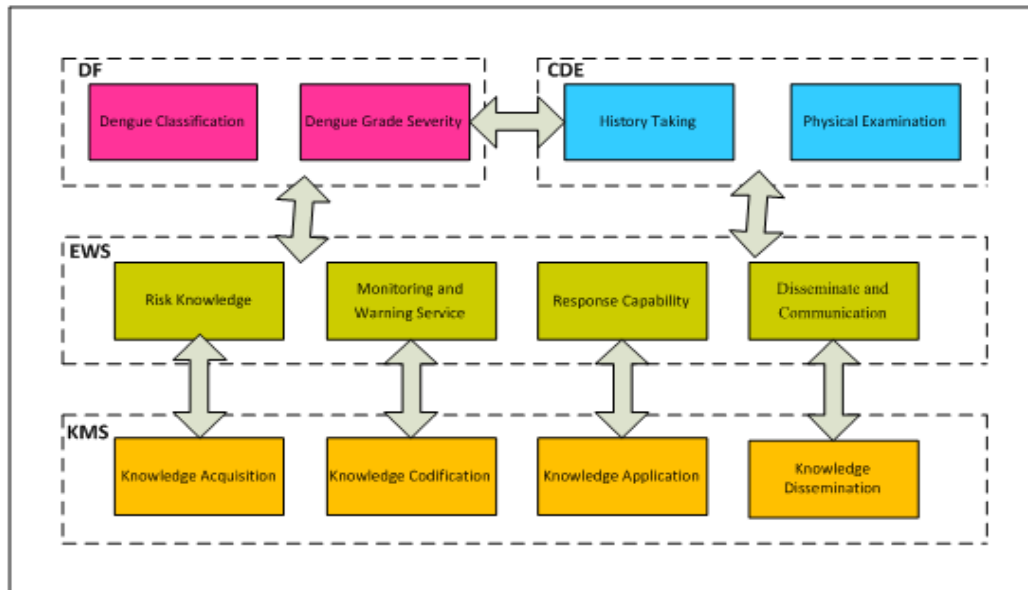 DF
Dengue Classification
Dengue Grade Severity
CDE
History Taking
Physical Examination
EWS
Risk Knowledge
Monitoring and
Warning Service
Response Capability
Disseminate and
Communication
KMS
Knowledge Acquisition
Knowledge Codification
Knowledge Application
Knowledge
Dissemination